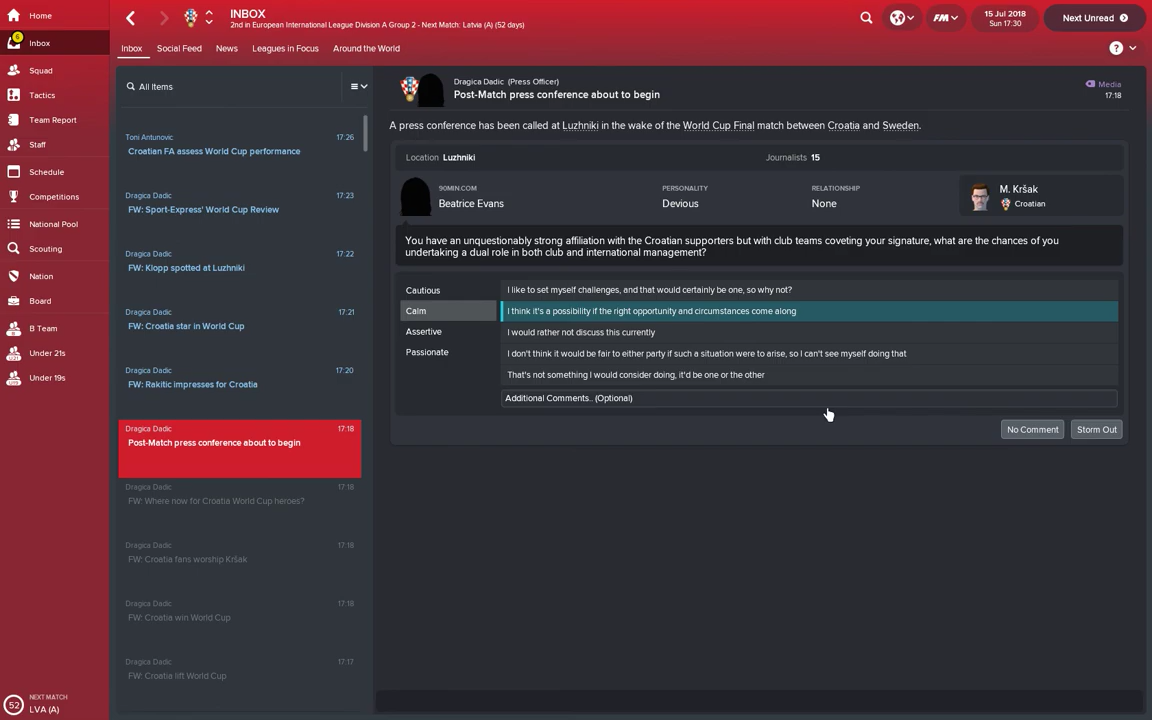 Home
INBOX
2nd in European International League Division A Group 2 - Next Match: Latvia (A) (52 days)
FM
15 Jul 2018
Sun 17:30
Next Unread
6
Inbox
Inbox
Social Feed
News
Leagues in Focus
Around the World
?
Squad
Tactics
Team Report
Staff
Schedule
Competitions
National Pool
Scouting
Nation
Board
B Team
Under 21s
Under 19s
52
NEXT MATCH
LVA (A)
All Items
Toni Antunovic 17:26
Croatian FA assess World Cup performance
Dragica Dadic 17:23
FW: Sport-Express' World Cup Review
Dragica Dadic 17:22
FW: Klopp spotted at Luzhniki
Dragica Dadic 17:21
FW: Croatia star in World Cup
Dragica Dadic 17:20
FW: Rakitic impresses for Croatia
Dragica Dadic 17:18
Post-Match press conference about to begin
Dragica Dadic 17:18
FW: Where now for Croatia World Cup heroes?
Dragica Dadic 17:18
FW: Croatia fans worship Kršak
Dragica Dadic 17:18
FW: Croatia win World Cup
Dragica Dadic 17:17
FW: Croatia lift World Cup
Dragica Dadic (Press Officer)
Post-Match press conference about to begin
Media
17:18
A press conference has been called at Luzhniki in the wake of the World Cup Final match between Croatia and Sweden.
Location Luzhniki
Journalists 15
90MIN.COM
Beatrice Evans
PERSONALITY
Devious
RELATIONSHIP
None
M. Kršak
Croatian
You have an unquestionably strong affiliation with the Croatian supporters but with club teams coveting your signature, what are the chances of you
undertaking a dual role in both club and international management?
Cautious
Calm
Assertive
Passionate
I like to set myself challenges, and that would certainly be one, so why not?
I think it's a possibility if the right opportunity and circumstances come along
I would rather not discuss this currently
I don't think it would be fair to either party if such a situation were to arise, so I can't see myself doing that
That's not something I would consider doing, it'd be one or the other
Additional Comments.. (Optional)
No Comment
Storm Out